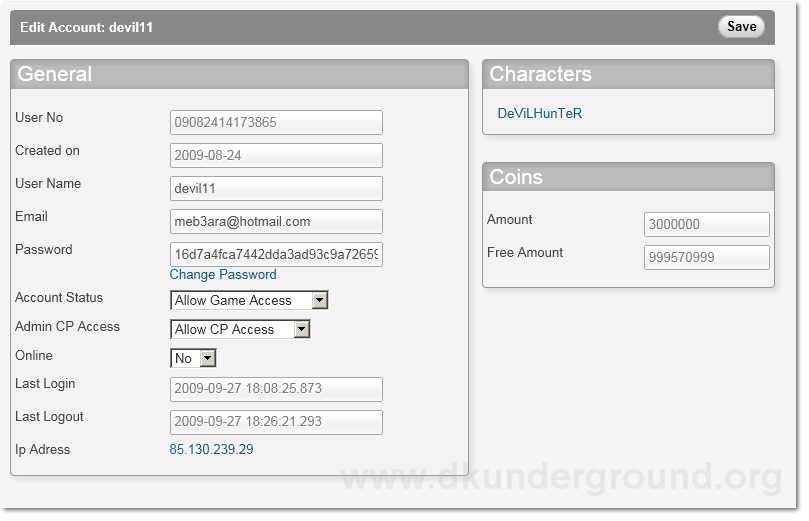 Edit Account: devil11
Save
General
User No 09082414173865
Created on 2009-08-24
User Name devil11
Email meb3ara@hotmail.com
Password 16d7a4fca7442dda3ad93c9a72659
Change Password
Account Status Allow Game Access
Admin CP Access Allow CP Access
Online No
Last Login 2009-09-27 18:08:25.873
Last Logout 2009-09-27 18:26:21.293
Ip Adress 85.130.239.29
Characters
DeViLHunTeR
Coins
Amount 3000000
Free Amount 999570999
www.dkunderground.org